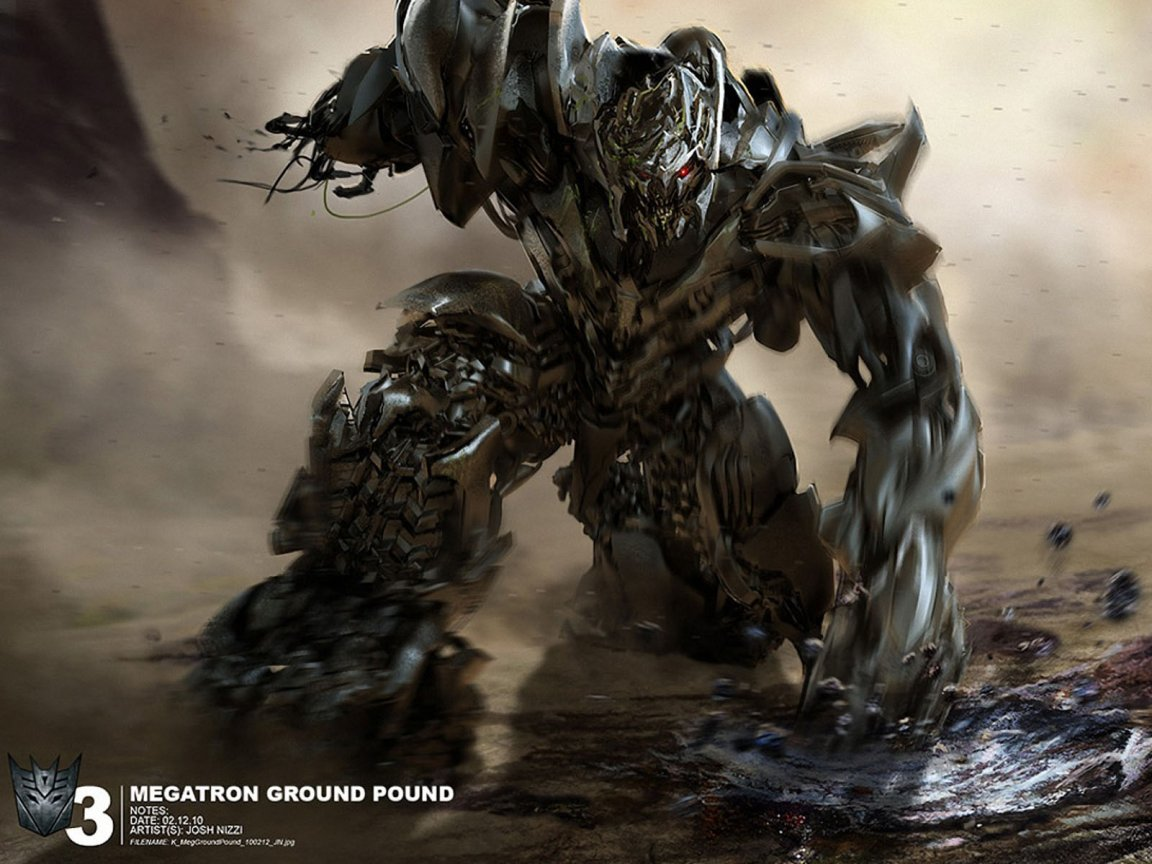 3
MEGATRON GROUND POUND
NOTES:
DATE: 02.12.10
ARTIST(S): JOSH NIZZI
FILENAME: K_MegGroundPound_100212_JN.jpg